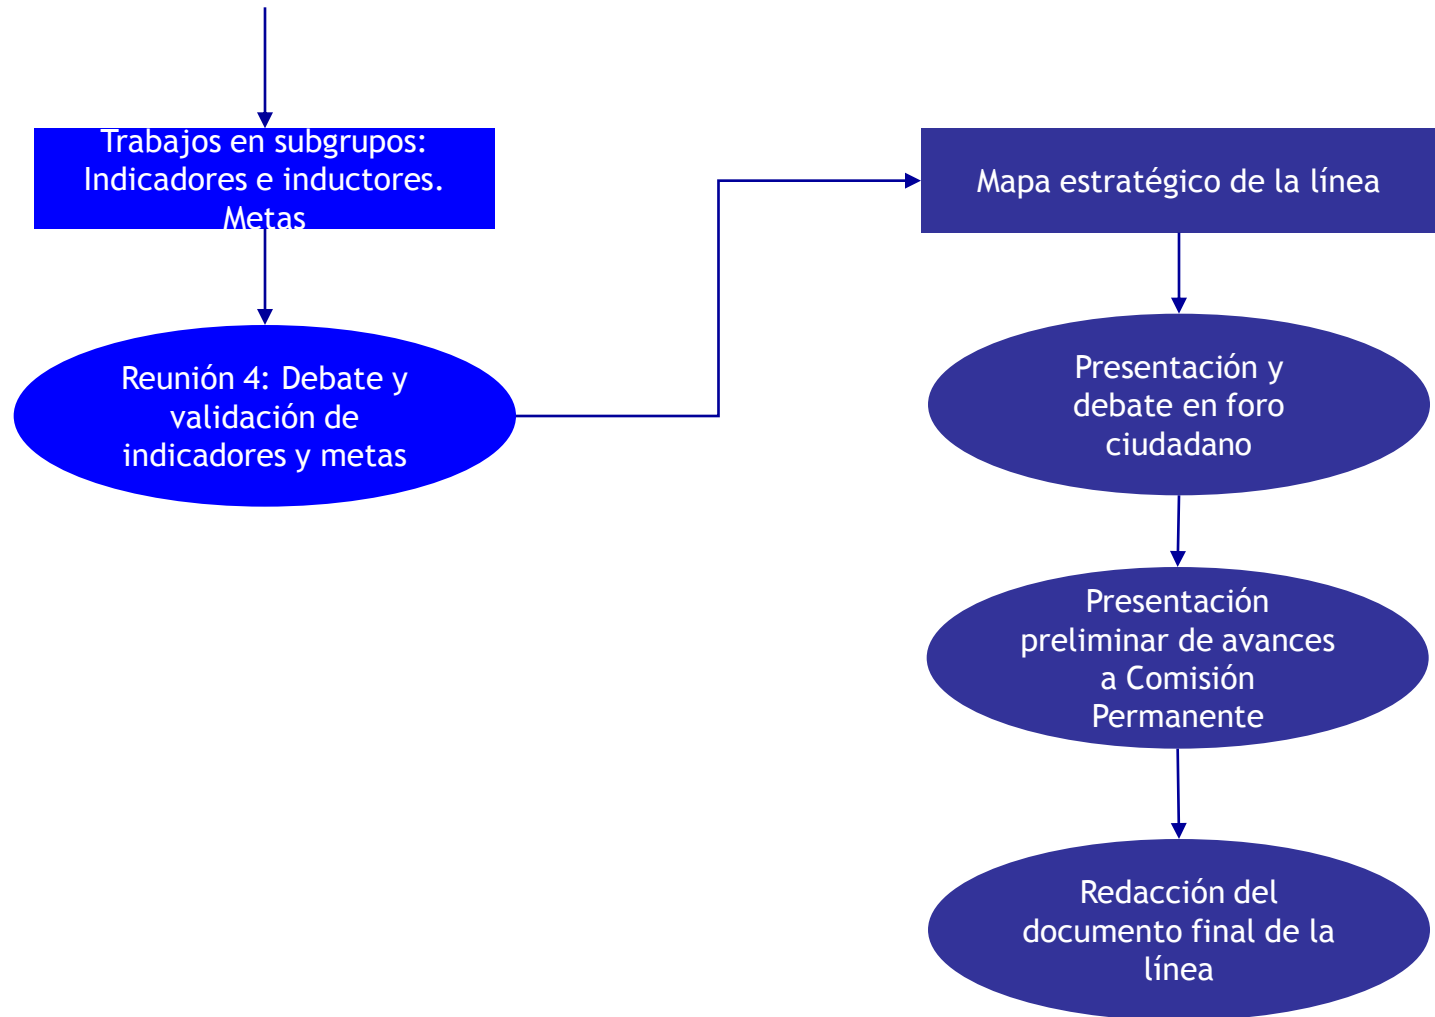 Trabajos en subgrupos:
Indicadores e inductores.
Metas
Reunión 4: Debate y
validación de
indicadores y metas
Mapa estratégico de la línea
Presentación y
debate en foro
ciudadano
Presentación
preliminar de avances
a Comisión
Permanente
Redacción del
documento final de la
línea